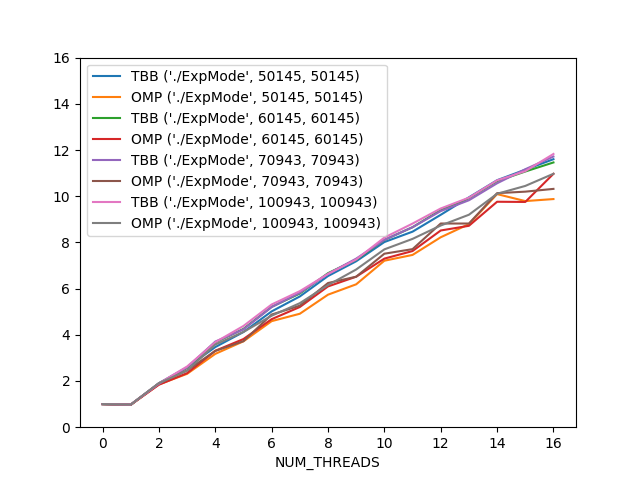 16
14
12
10
8
6
4
2
0
TBB ('./ExpMode', 50145, 50145)
OMP ('./ExpMode', 50145, 50145)
TBB ('./ExpMode', 60145, 60145)
OMP ('./ExpMode', 60145, 60145)
TBB ('./ExpMode', 70943, 70943)
OMP ('./ExpMode', 70943, 70943)
TBB ('./ExpMode', 100943, 100943)
OMP ('./ExpMode', 100943, 100943)
0 2 4 6 8 10 12 14 16
NUM_THREADS